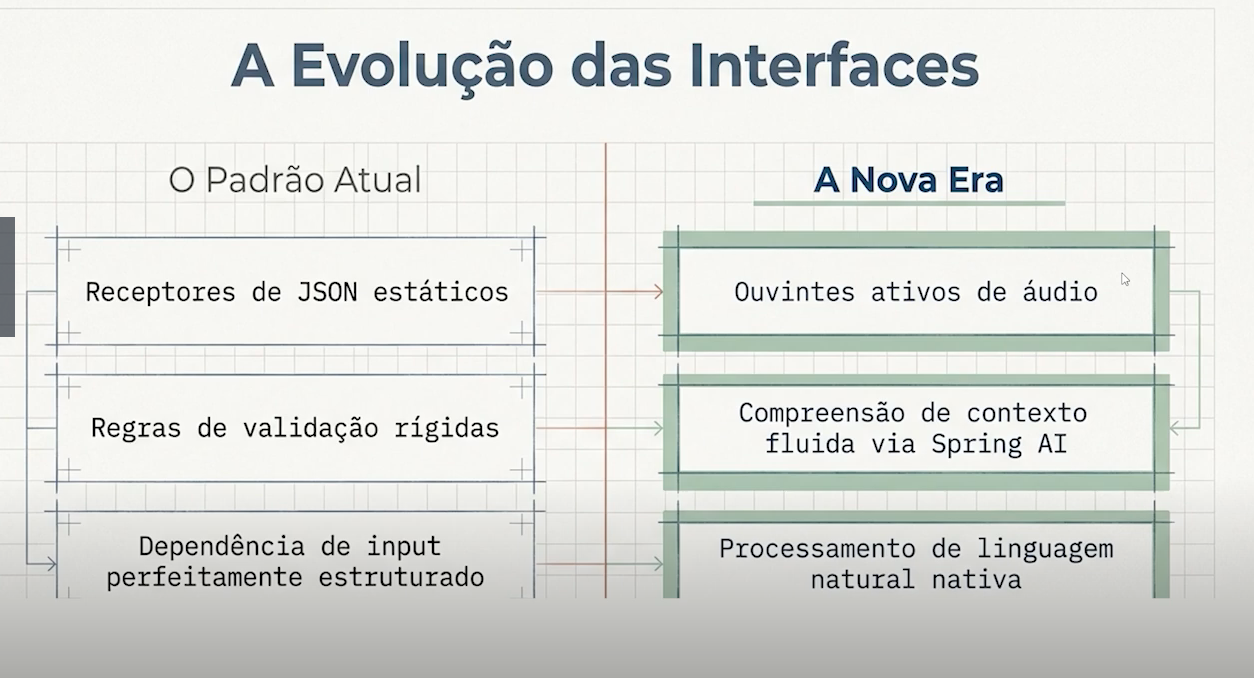 A Evolução das Interfaces
O Padrão Atual
Receptores de JSON estáticos
Regras de validação rígidas
Dependência de input
perfeitamente estruturado
A Nova Era
Ouvintes ativos de áudio
Compreensão de contexto
fluida via Spring AI
Processamento de linguagem
natural nativa